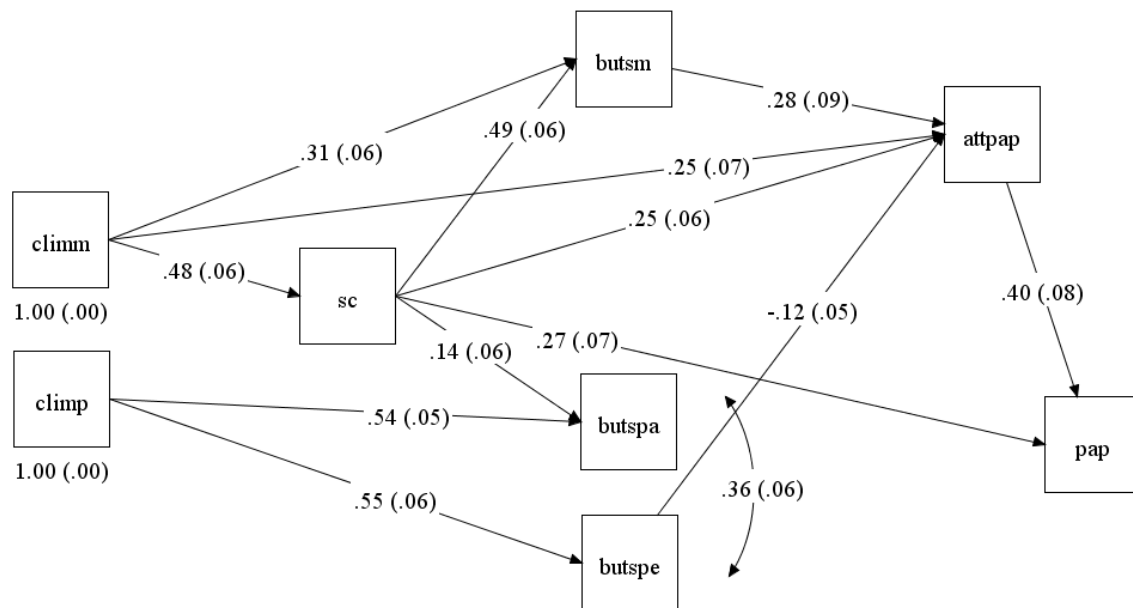 butsm
.28 (.09)
attpap
.49 (.06)
.31 (.06)
.25 (.07)
.25 (.06)
climm
.48 (.06)
sc
1.00 (.00)
.40 (.08)
-.12 (.05)
.14 (.06)
.27 (.07)
climp
.54 (.05)
butspa
pap
1.00 (.00)
.36 (.06)
.55 (.06)
butspe